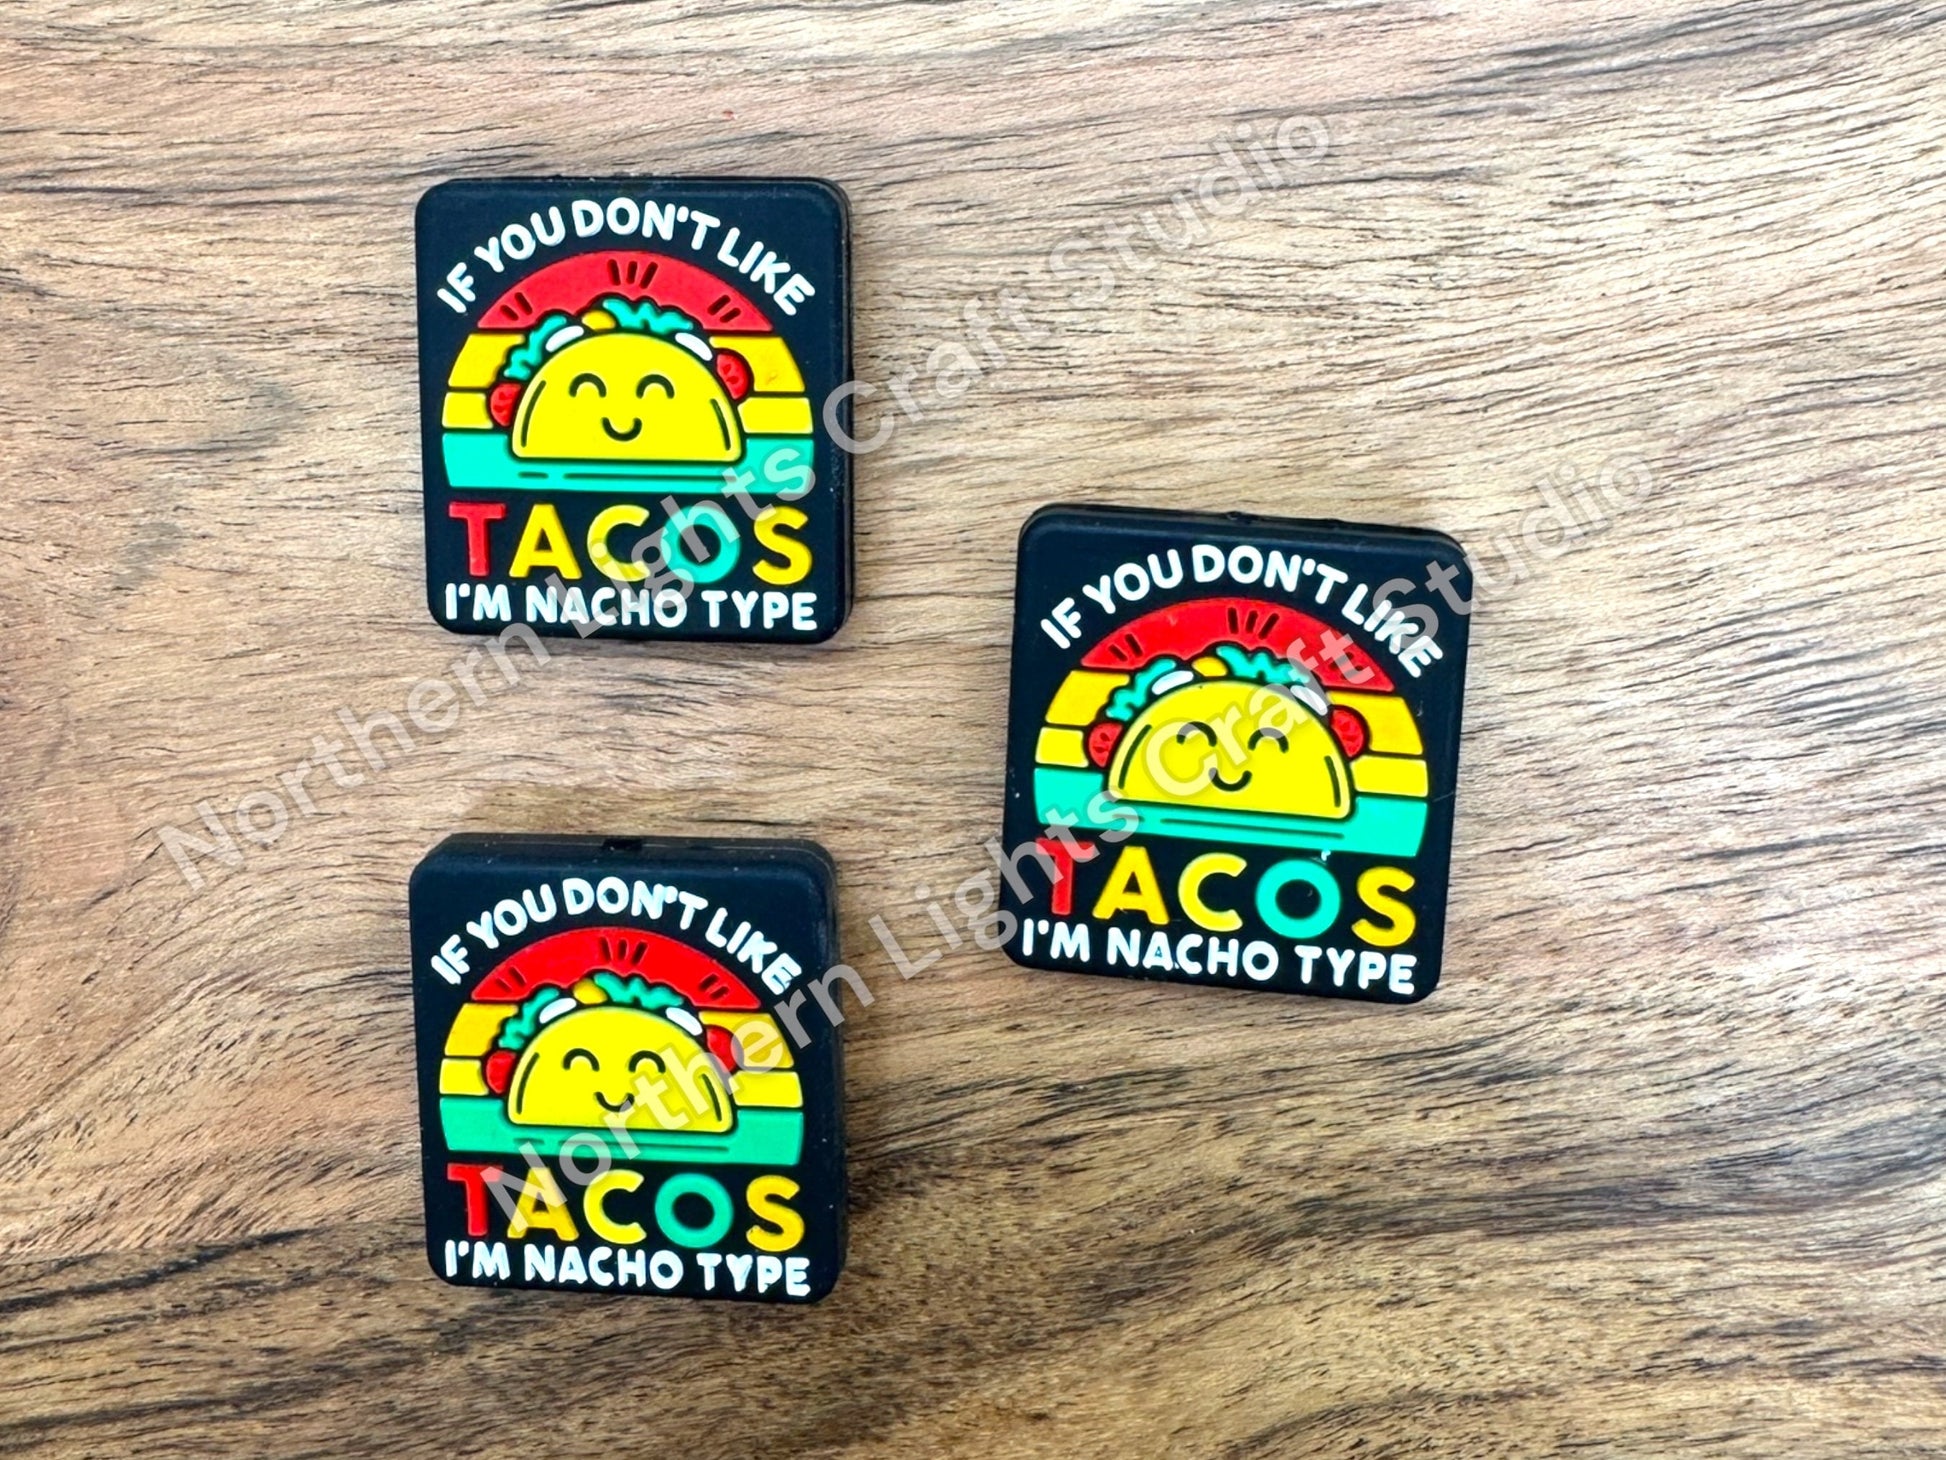 IF YOU DON'T LIKE
TACOS
I'M NACHO TYPE
IF YOU DON'T LIKE
TACOS
I'M NACHO TYPE
IF YOU DON'T LIKE
TACOS
I'M NACHO TYPE
Northern Lights Craft Studio
Northern Lights Craft Studio